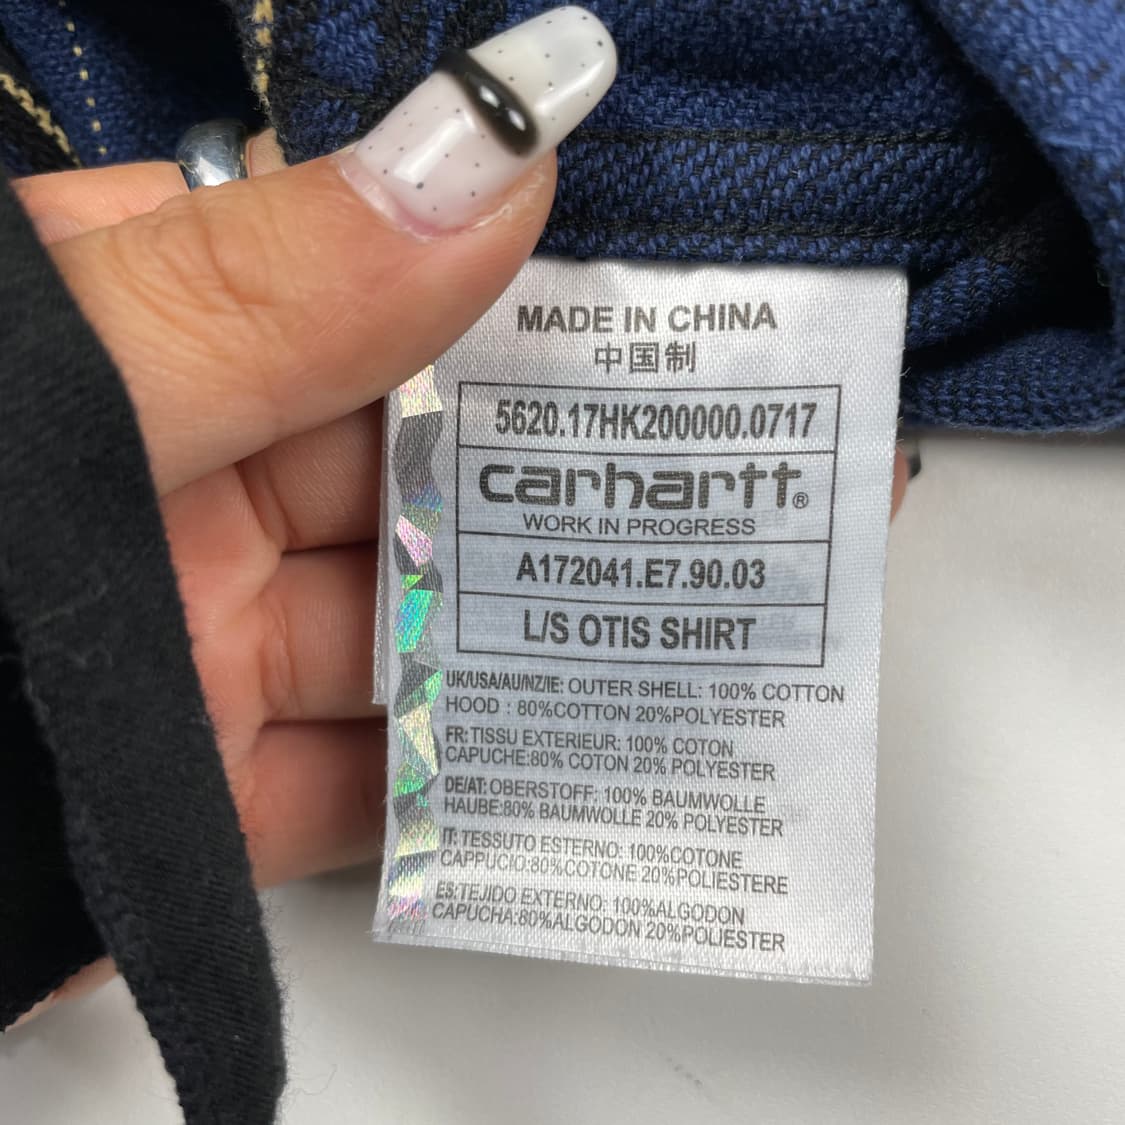 MADE IN CHINA
中国制
5620.17HK200000.0717
carhartt®
WORK IN PROGRESS
A172041.E7.90.03
L/S OTIS SHIRT
UK/USA/AU/NZ/IE: OUTER SHELL: 100% COTTON
HOOD : 80%COTTON 20%POLYESTER
FR: TISSU EXTERIEUR: 100% COTON
CAPUCHE:80% COTON 20% POLYESTER
DE/AT: OBERSTOFF: 100% BAUMWOLLE
HAUBE:80% BAUMWOLLE 20% POLYESTER
IT: TESSUTO ESTERNO: 100%COTONE
CAPPUCIO:80%COTONE 20%POLIESTERE
ES: TEJIDO EXTERNO: 100%ALGODON
CAPUCHA:80%ALGODON 20%POLIESTER